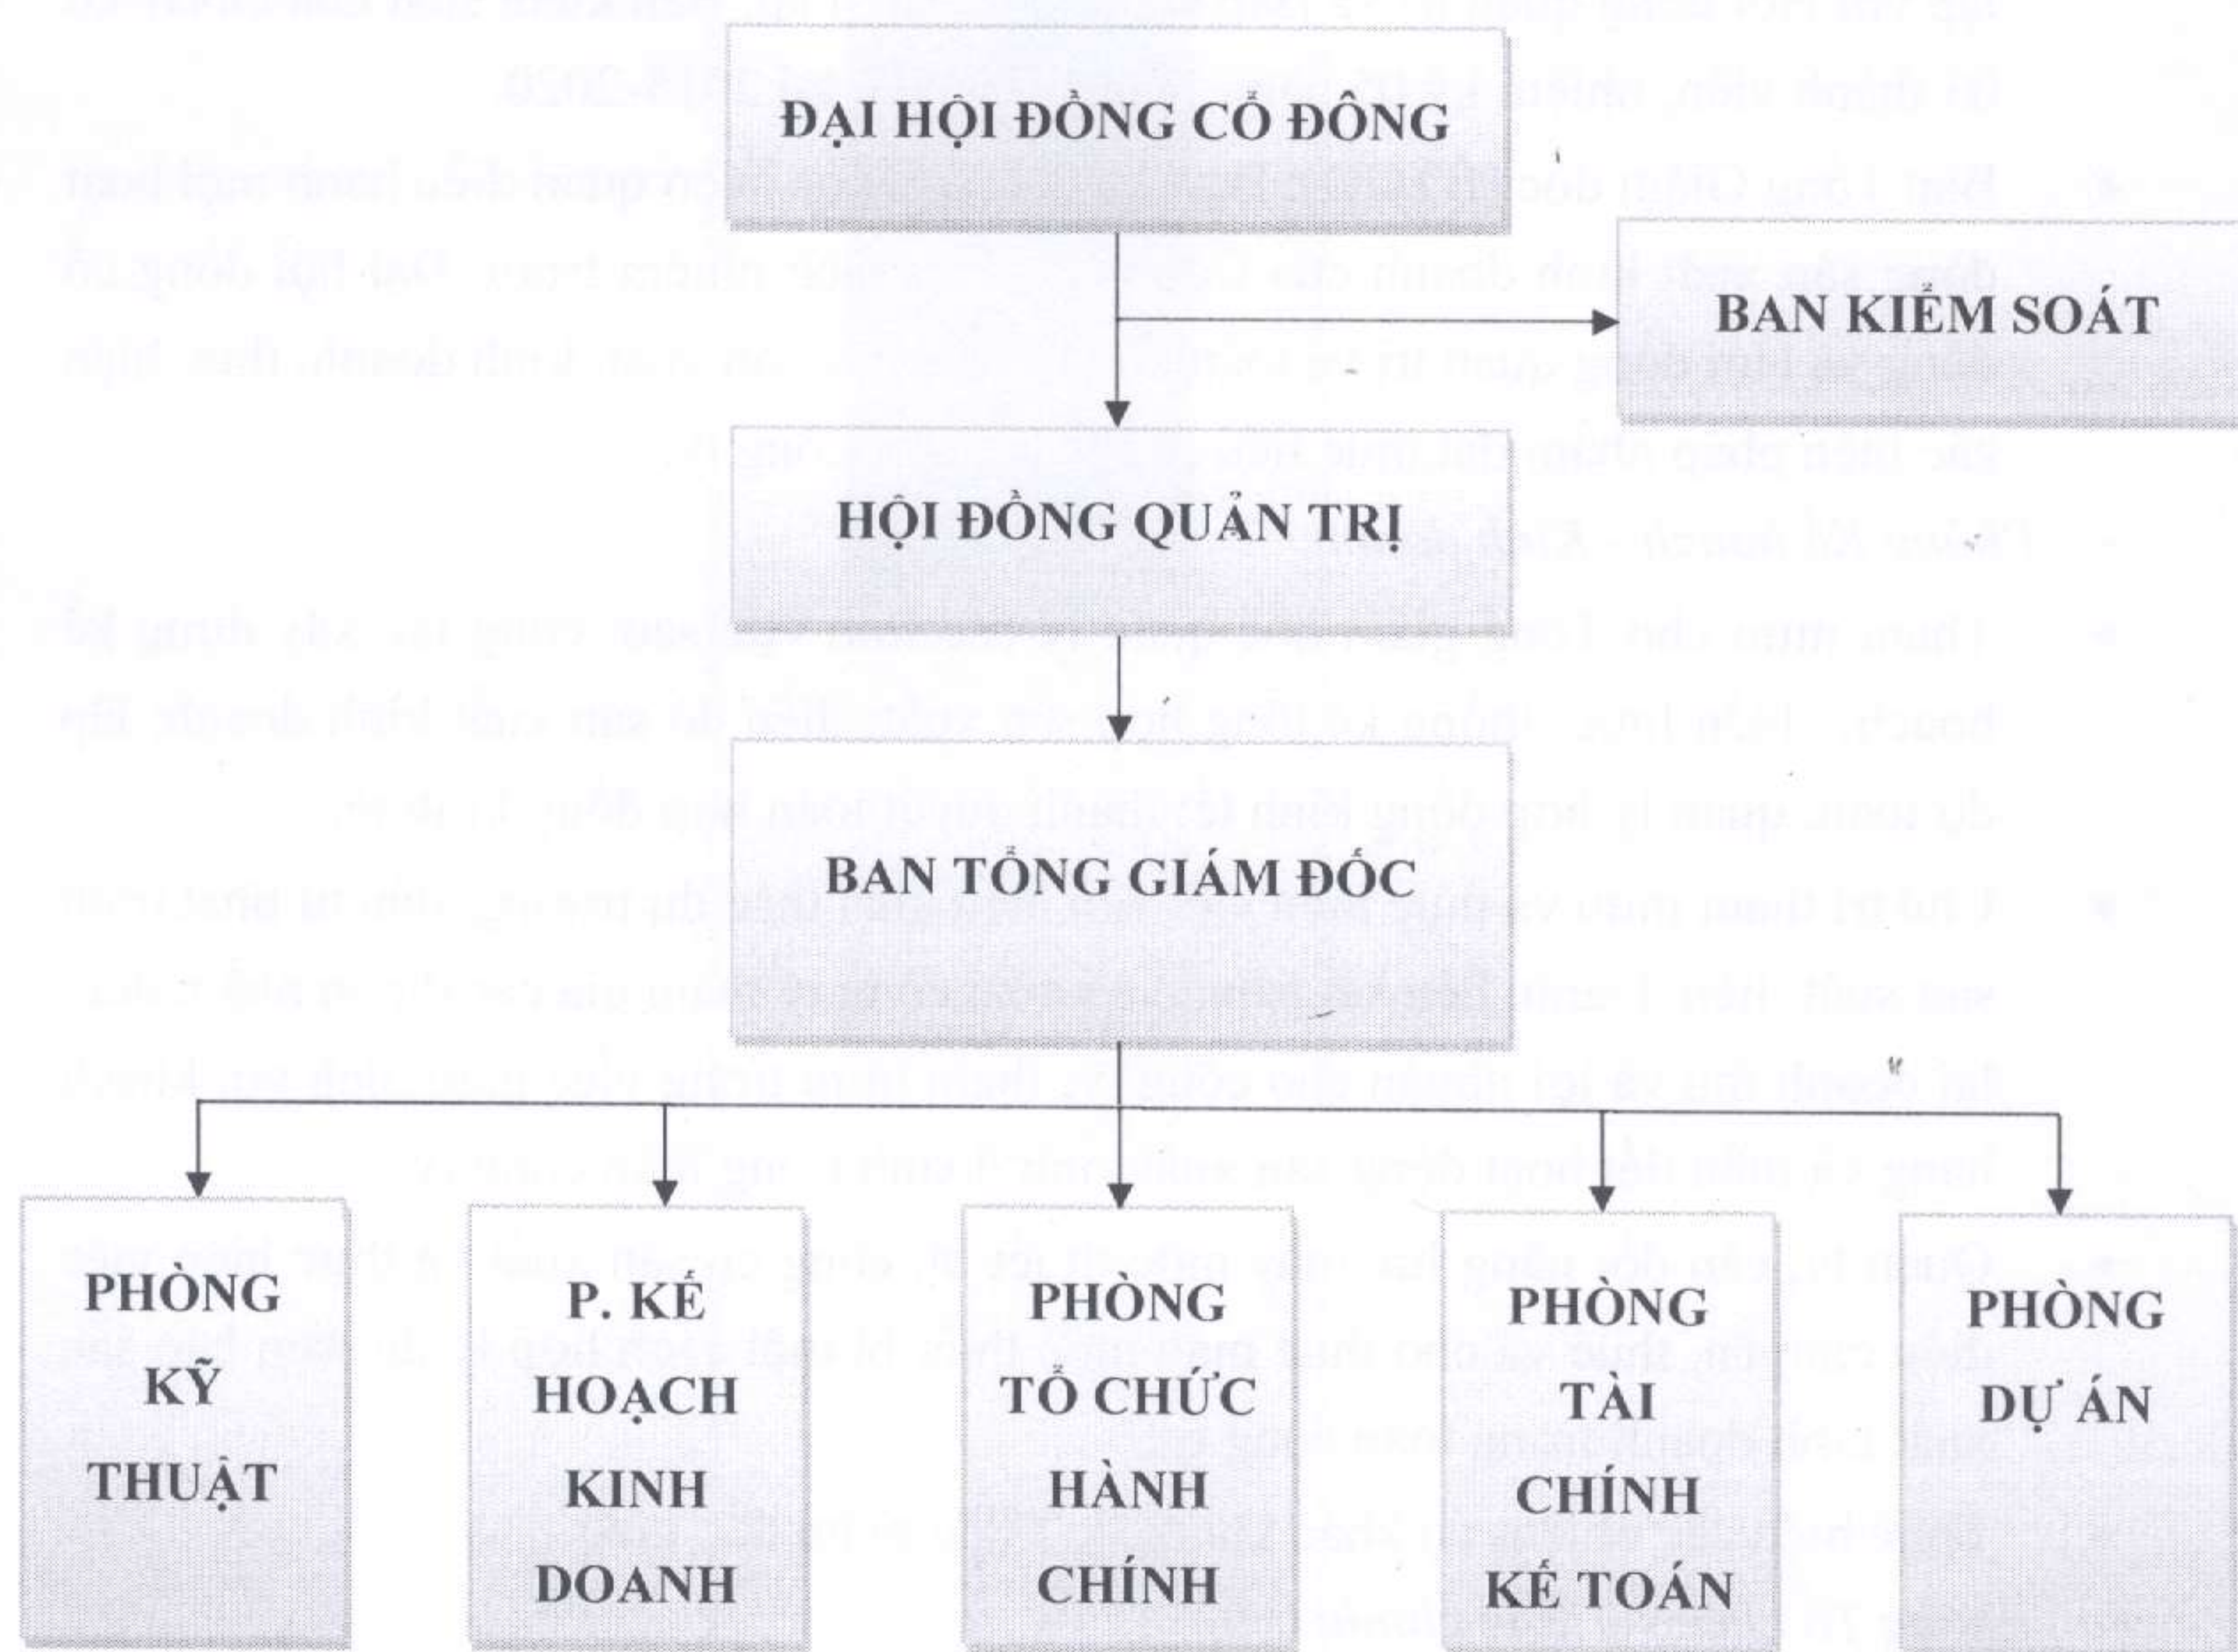 ĐẠI HỘI ĐỒNG CỔ ĐÔNG
BAN KIỂM SOÁT
HỘI ĐỒNG QUẢN TRỊ
BAN TỔNG GIÁM ĐỐC
PHÒNG
KỸ
THUẬT
P. KẾ
HOẠCH
KINH
DOANH
PHÒNG
TỔ CHỨC
HÀNH
CHÍNH
PHÒNG
TÀI
CHÍNH
KẾ TOÁN
PHÒNG
DỰ ÁN